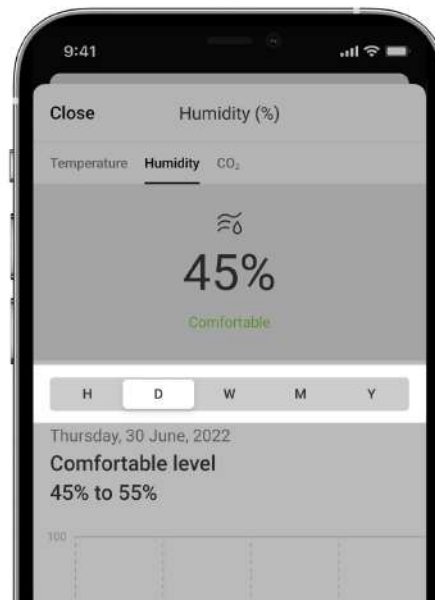 9:41
Close Humidity (%)
Temperature Humidity CO₂
45%
Comfortable
H D W M Y
Thursday, 30 June, 2022
Comfortable level
45% to 55%
100